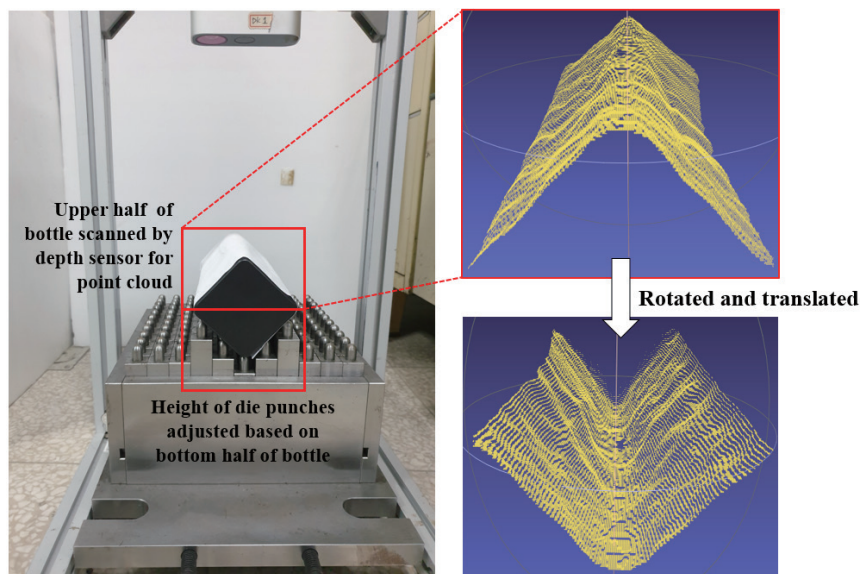 Upper half of
bottle scanned by
depth sensor for
point cloud
Height of die punches
adjusted based on
bottom half of bottle
Rotated and translated